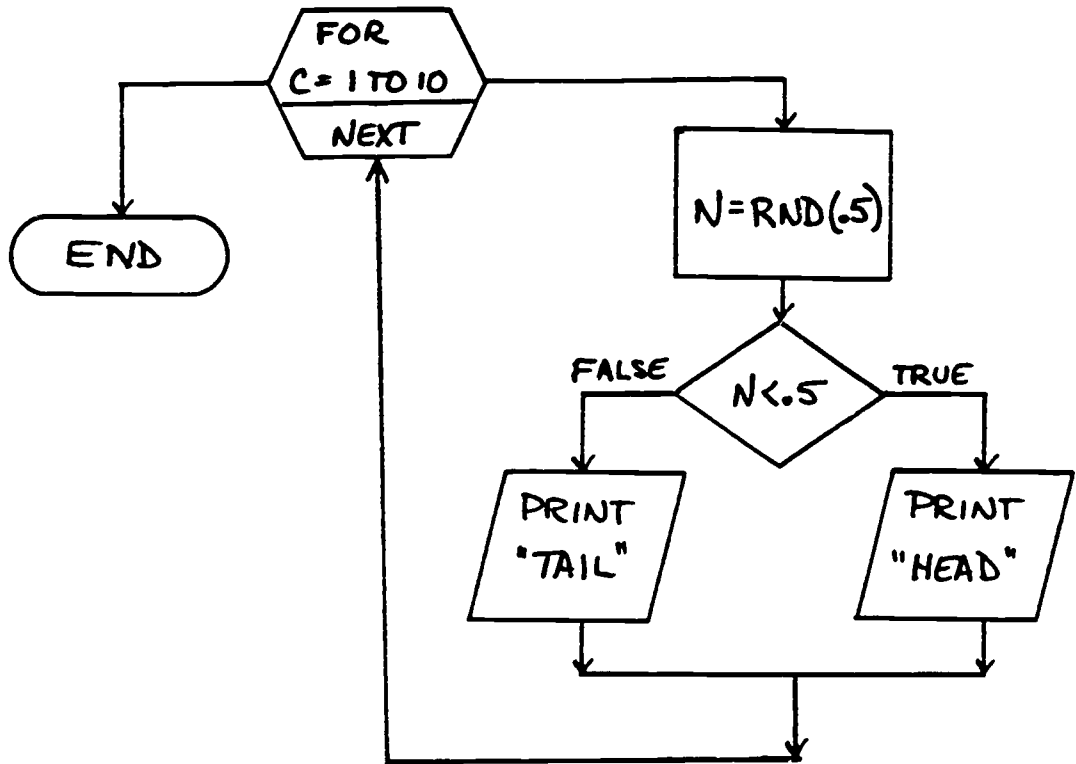 FOR
C = 1 TO 10
NEXT
END
N=RND(.5)
N<.5
FALSE
TRUE
PRINT
"TAIL"
PRINT
"HEAD"